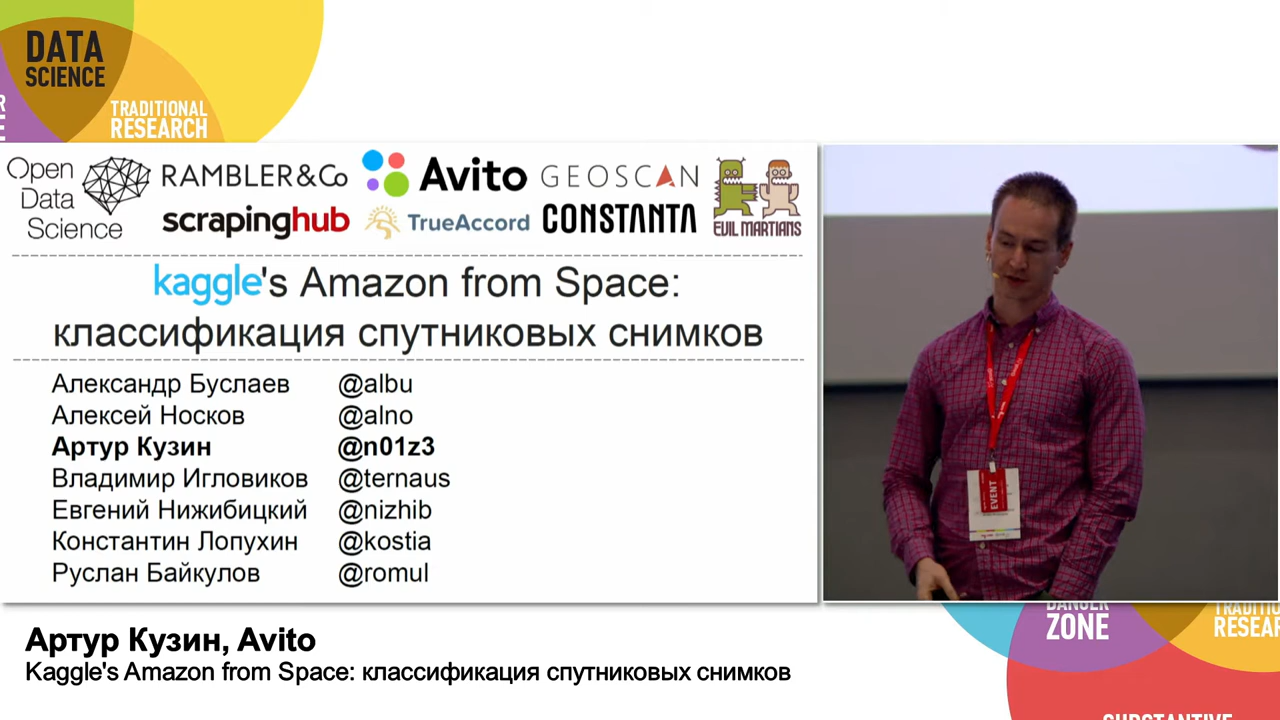 DATA
SCIENCE
TRADITIONAL
RESEARCH
Open
Data
Science
RAMBLER&Co
Avito
GEOSCAN
scrapinghub
TrueAccord
CONSTANTA
EVIL MARTIANS
kaggle's Amazon from Space:
классификация спутниковых снимков
Александр Буслаев @albu
Алексей Носков @alno
Артур Кузин @n01z3
Владимир Игловиков @ternaus
Евгений Нижибицкий @nizhib
Константин Лопухин @kostia
Руслан Байкулов @romul
EVENT
DANGER
ZONE
TRADITIO
RESEAR
SUBSTANTIVE
Артур Кузин, Avito
Kaggle's Amazon from Space: классификация спутниковых снимков